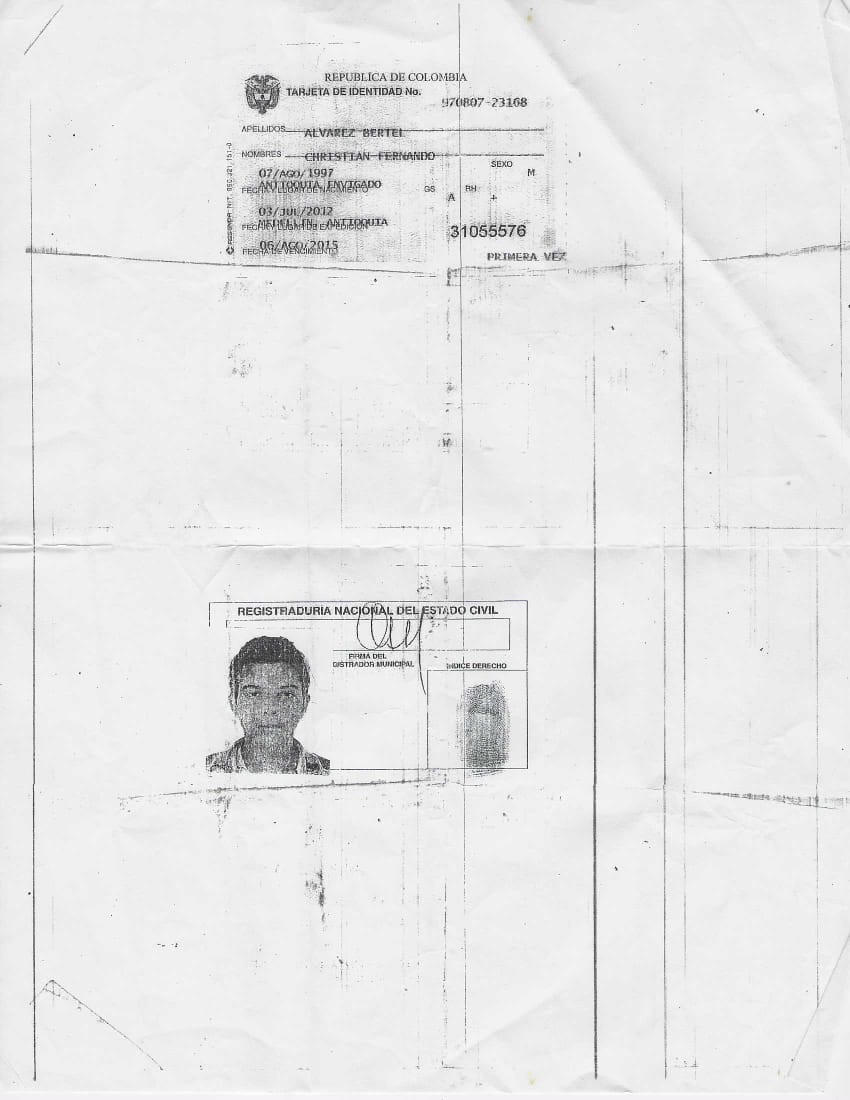 REPUBLICA DE COLOMBIA
TARJETA DE IDENTIDAD No.
970807-23168
APELLIDOS ALVAREZ BERTEL
NOMBRES CHRISTIAN FERNANDO
SEXO
M
07/AGO/1997
ANTIOQUIA ENVIGADO
FECHA Y LUGAR DE NACIMIENTO
GS A RH +
03/JUL/2012
MEDELLIN ANTIOQUIA
FECHA Y LUGAR DE EXPEDICION
31055576
06/AGO/2015
FECHA DE VENCIMIENTO
PRIMERA VEZ
REGISTRADURIA NACIONAL DEL ESTADO CIVIL
FIRMA DEL
GISTRADOR MUNICIPAL
INDICE DERECHO